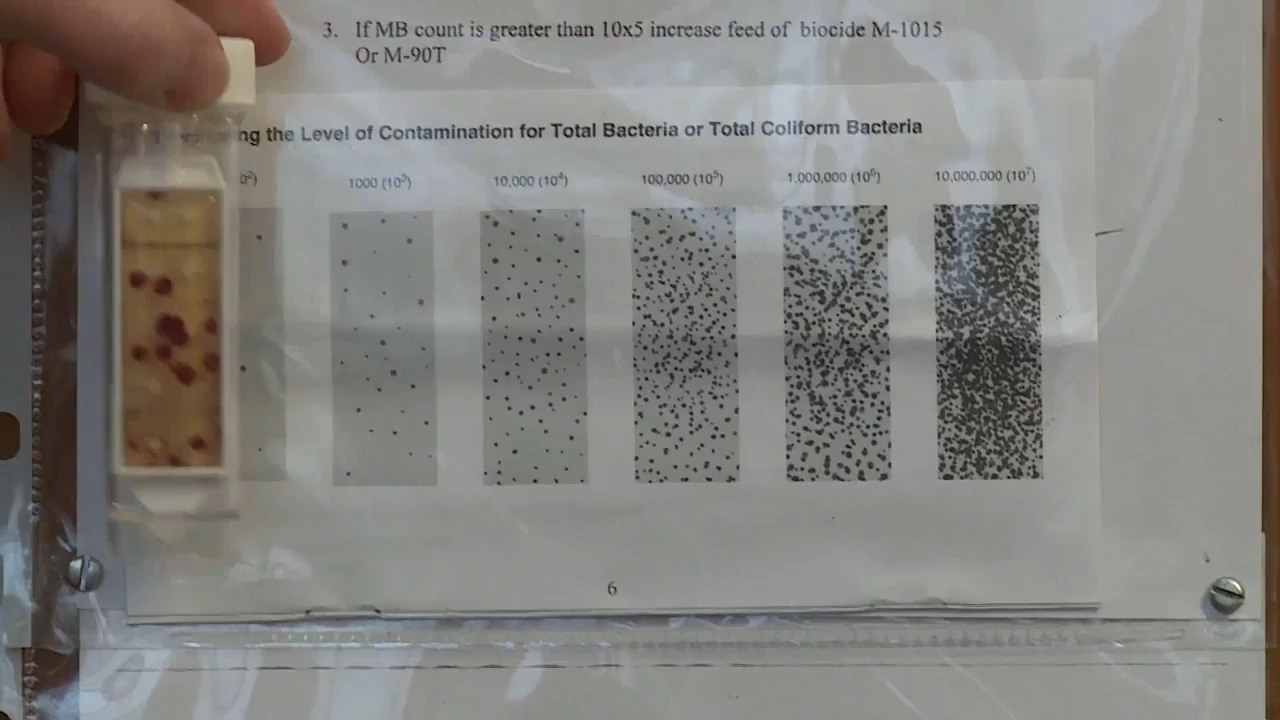 3. If MB count is greater than 10x5 increase feed of biocide M-1015
Or M-90T
the Level of Contamination for Total Bacteria or Total Coliform Bacteria
1000 (10³) 10,000 (10⁴) 100,000 (10⁵) 1,000,000 (10⁶) 10,000,000 (10⁷)
6